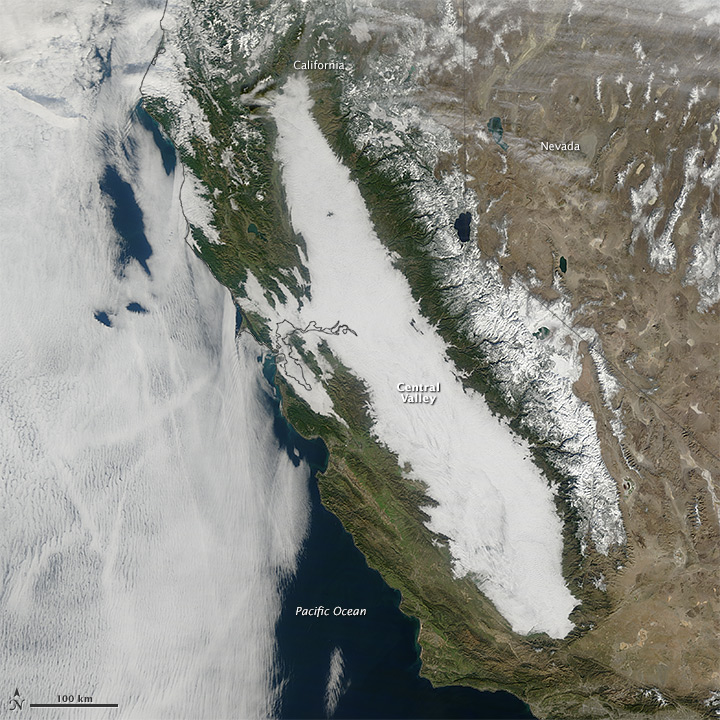 California
Nevada
Central
Valley
Pacific Ocean
N
100 km